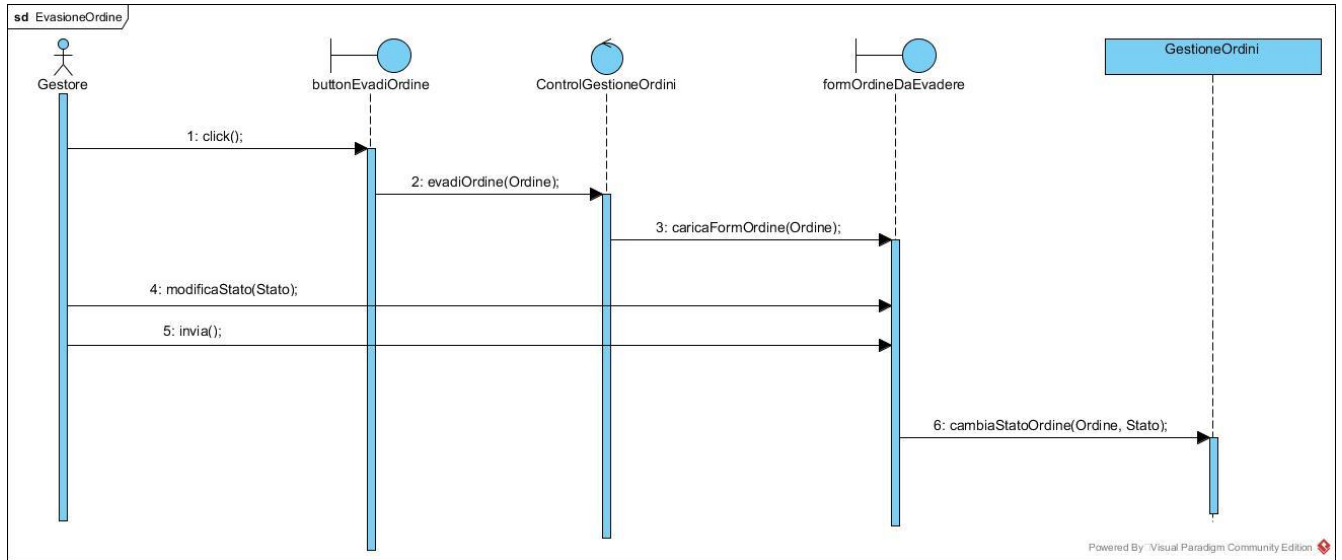 sd EvasioneOrdine
Gestore
buttonEvadiOrdine
ControlGestioneOrdini
formOrdineDaEvadere
GestioneOrdini
1: click();
2: evadiOrdine(Ordine);
3: caricaFormOrdine(Ordine);
4: modificaStato(Stato);
5: invia();
6: cambiaStatoOrdine(Ordine, Stato);
Powered By Visual Paradigm Community Edition